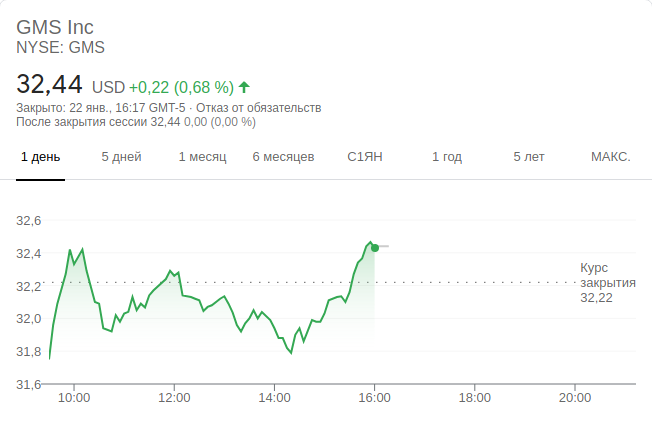 GMS Inc
NYSE: GMS
32,44 USD +0,22 (0,68 %)
Закрыто: 22 янв., 16:17 GMT-5 · Отказ от обязательств
После закрытия сессии 32,44 0,00 (0,00 %)
1 день 5 дней 1 месяц 6 месяцев С1ЯН 1 год 5 лет МАКС.
32,6
32,4
32,2
32,0
31,8
31,6
Курс
закрытия
32,22
10:00 12:00 14:00 16:00 18:00 20:00